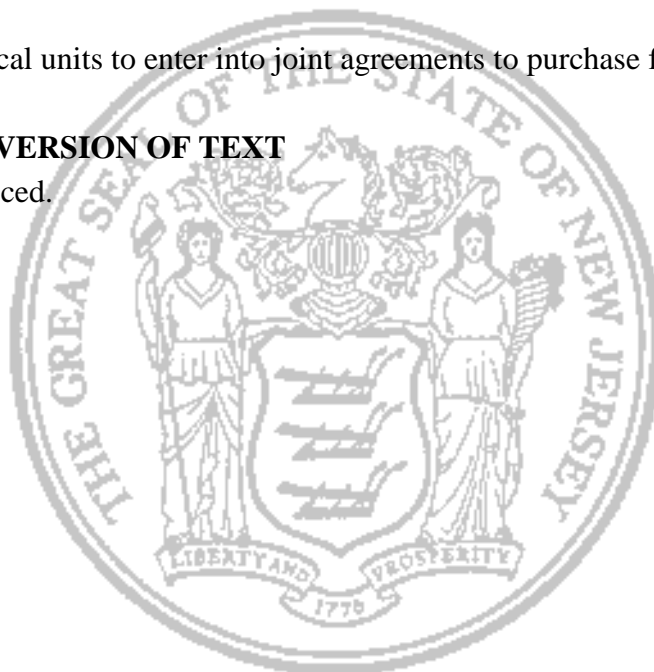 cal units to enter into joint agreements to purchase f
VERSION OF TEXT
ced.
THE GREAT SEAL OF THE STATE OF NEW JERSEY
LIBERTY AND PROSPERITY
1776